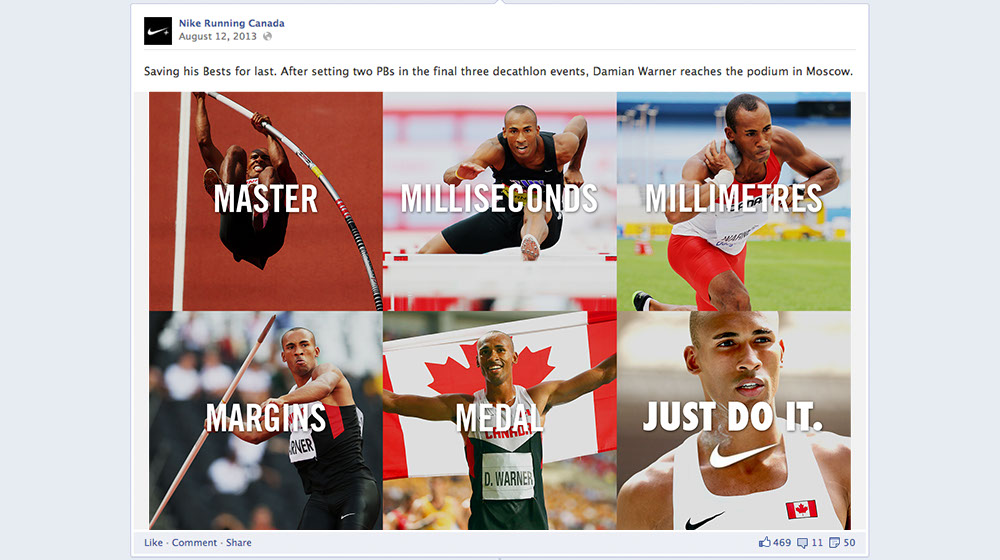 Nike Running Canada
August 12, 2013
Saving his Bests for last. After setting two PBs in the final three decathlon events, Damian Warner reaches the podium in Moscow.
MASTER
MILLISECONDS
MILLIMETRES
MARGINS
RNER
MEDAL
CANADA
D. WARNER
JUST DO IT.
Like · Comment · Share
469
11
50